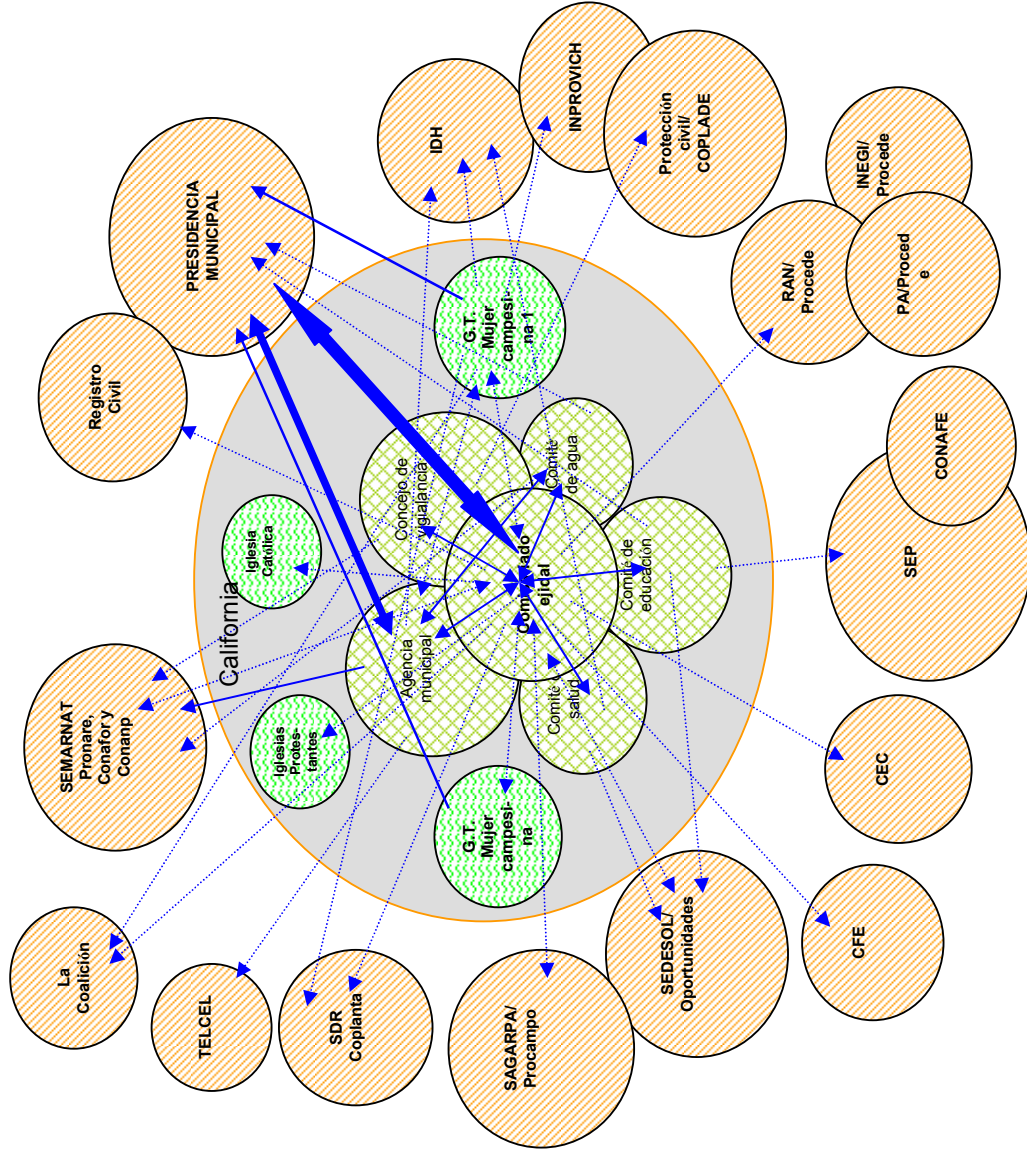 La
Coalición
SEMARNAT
Pronare,
Conafor y
Conanp
Registro
Civil
PRESIDENCIA
MUNICIPAL
TELCEL
SDR
Coplanta
California
Iglesias
Protes-
tantes
Iglesia
Católica
IDH
INPROVICH
Protección
civil/
COPLADE
Agencia
municipal
Concejo de
vigialancia
G.T.
Mujer
campesi-
na
G.T.
Mujer
campesi-
na 1
SAGARPA/
Procampo
ejidal
Comité
salud
Comité de
educación
Comité
de agua
SEDESOL/
Oportunidades
RAN/
Procede
INEGI/
Procede
PA/Proced
e
CFE
CEC
SEP
CONAFE